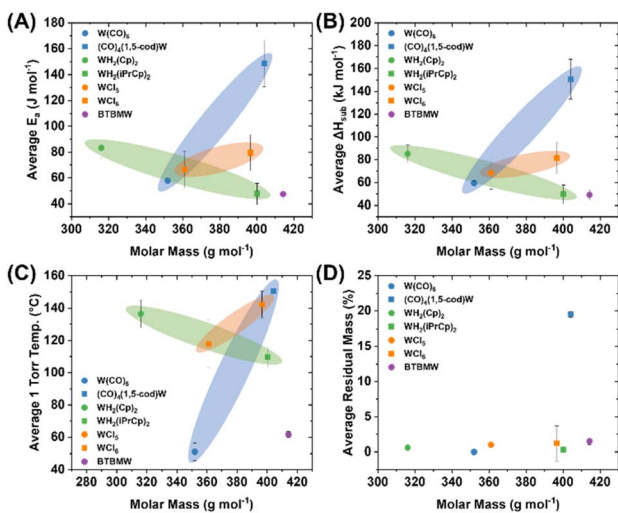 (A)
180
160
140
120
100
80
60
40
20
0
300 320 340 360 380 400 420
Average Eₐ (J mol⁻¹)
Molar Mass (g mol⁻¹)
W(CO)₆
(CO)₄(1,5-cod)W
WH₂(Cp)₂
WH₂(iPrCp)₂
WCl₅
WCl₆
BTBMW
(B)
200
180
160
140
120
100
80
60
40
20
0
300 320 340 360 380 400 420 440
Average ΔHsub (kJ mol⁻¹)
Molar Mass (g mol⁻¹)
W(CO)₆
(CO)₄(1,5-cod)W
WH₂(Cp)₂
WH₂(iPrCp)₂
WCl₅
WCl₆
BTBMW
(C)
160
140
120
100
80
60
40
280 300 320 340 360 380 400 420
Average 1 Torr Temp. (°C)
Molar Mass (g mol⁻¹)
W(CO)₆
(CO)₄(1,5-cod)W
WH₂(Cp)₂
WH₂(iPrCp)₂
WCl₅
WCl₆
BTBMW
(D)
25
20
15
10
5
0
300 320 340 360 380 400 420 440
Average Residual Mass (%)
Molar Mass (g mol⁻¹)
W(CO)₆
(CO)₄(1,5-cod)W
WH₂(Cp)₂
WH₂(iPrCp)₂
WCl₅
WCl₆
BTBMW